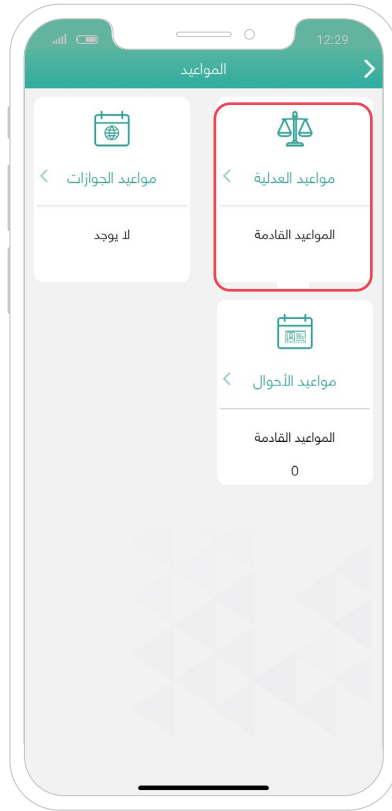 12:29
المواعيد
مواعيد العدلية
المواعيد القادمة
مواعيد الجوازات
لا يوجد
مواعيد الأحوال
المواعيد القادمة
0